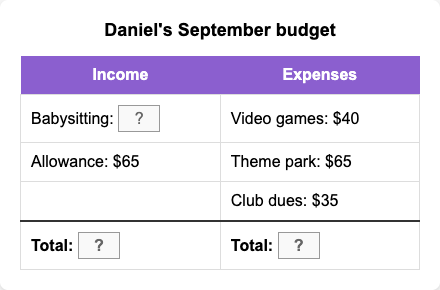 Daniel's September budget
Income Expenses
Babysitting: ? Video games: $40
Allowance: $65 Theme park: $65
Club dues: $35
Total: ? Total: ?